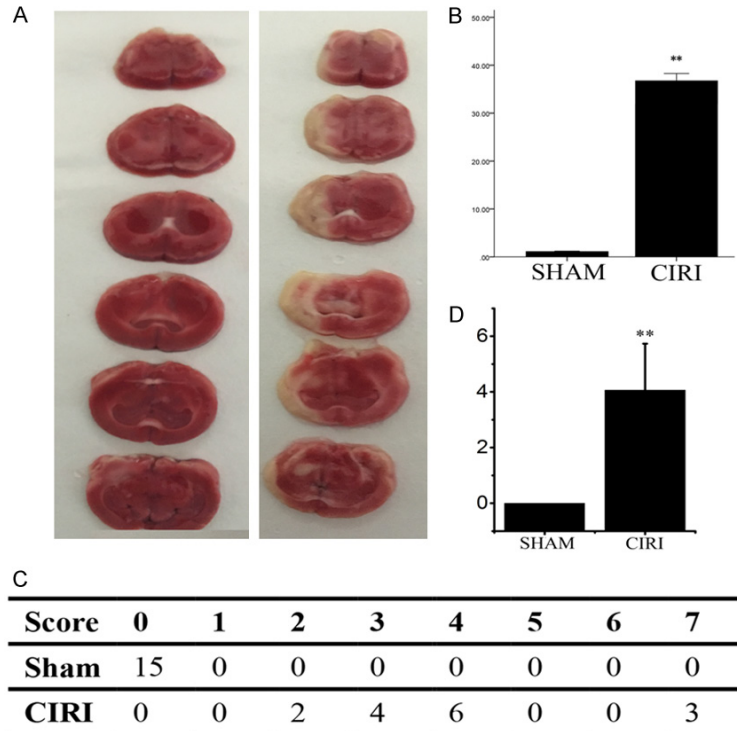 A
B
50.00
40.00
30.00
20.00
10.00
.00
**
SHAM CIRI
D
6
4
2
0
**
SHAM CIRI
C
Score 0 1 2 3 4 5 6 7
Sham 15 0 0 0 0 0 0 0
CIRI 0 0 2 4 6 0 0 3